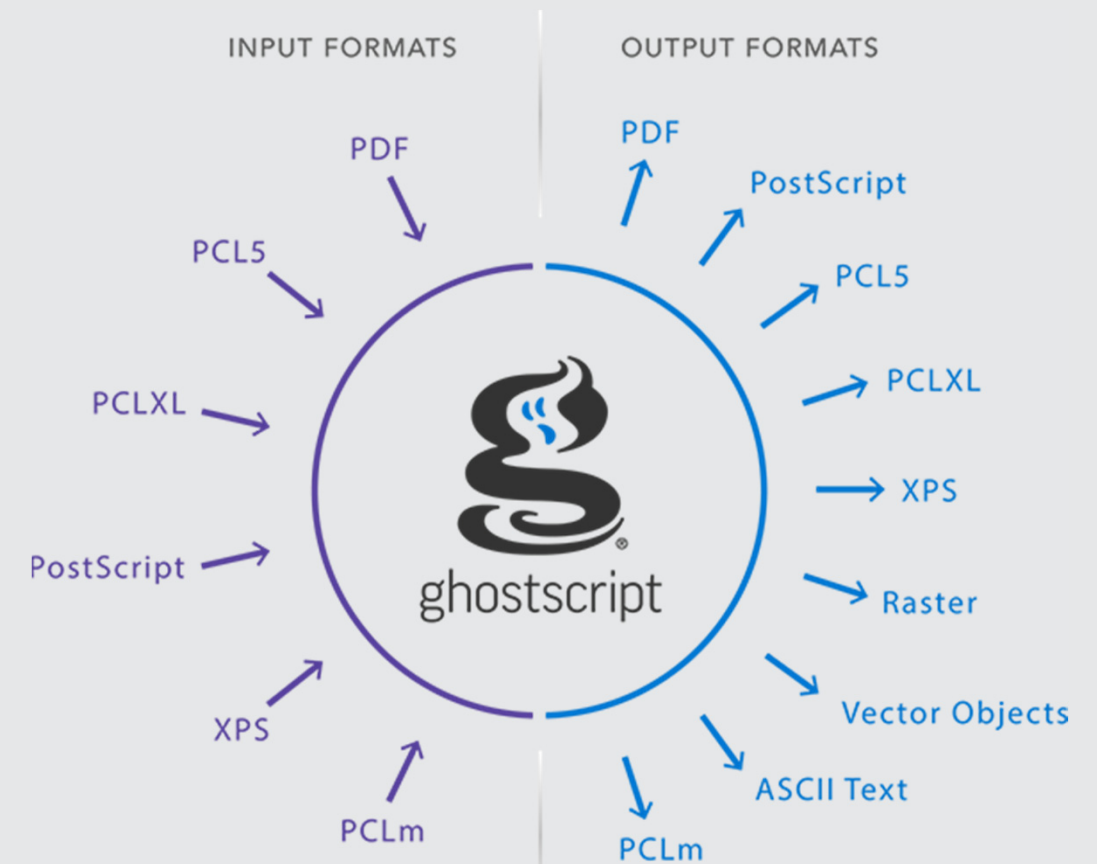 INPUT FORMATS
OUTPUT FORMATS
PDF
PCL5
PCLXL
PostScript
XPS
PCLm
ghostscript
®
PDF
PostScript
PCL5
PCLXL
XPS
Raster
Vector Objects
ASCII Text
PCLm